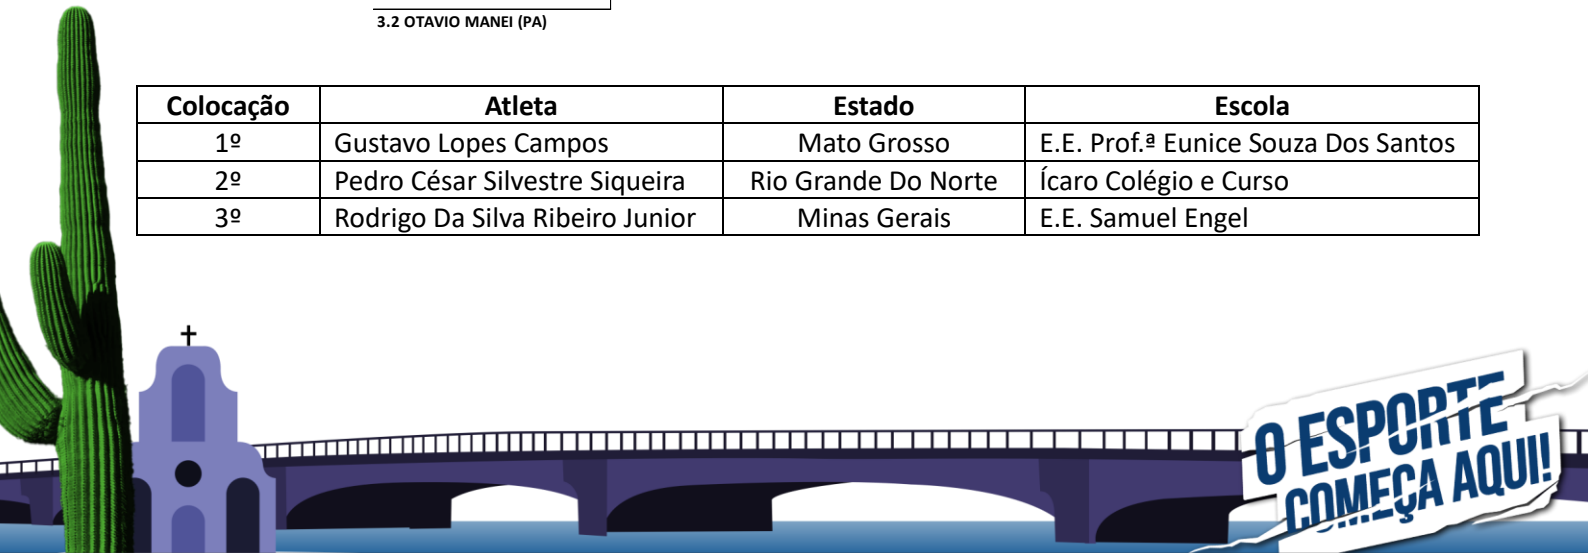 3.2 OTAVIO MANEI (PA)
Colocação Atleta Estado Escola
1º Gustavo Lopes Campos Mato Grosso E.E. Prof.ª Eunice Souza Dos Santos
2º Pedro César Silvestre Siqueira Rio Grande Do Norte Ícaro Colégio e Curso
3º Rodrigo Da Silva Ribeiro Junior Minas Gerais E.E. Samuel Engel
O ESPORTE
COMEÇA AQUI!